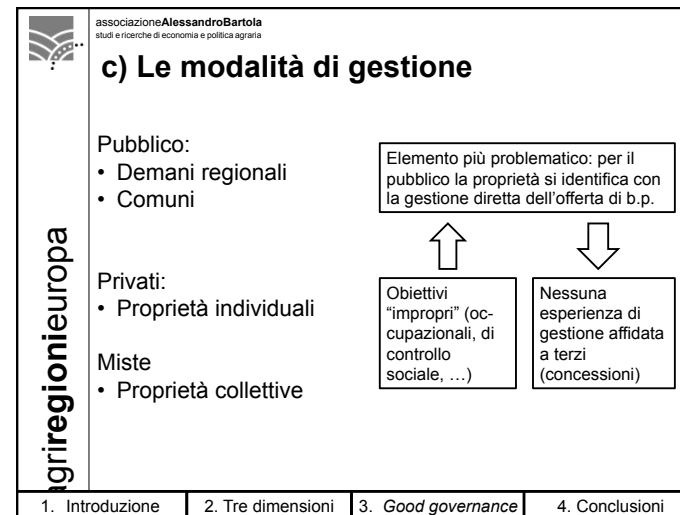 associazioneAlessandroBartola
studi e ricerche di economia e politica agraria
c) Le modalità di gestione
agriregionieuropa
Pubblico:
• Demani regionali
• Comuni
Privati:
• Proprietà individuali
Miste
• Proprietà collettive
Elemento più problematico: per il
pubblico la proprietà si identifica con
la gestione diretta dell'offerta di b.p.
Obiettivi
"impropri" (oc-
cupazionali, di
controllo
sociale, …)
Nessuna
esperienza di
gestione affidata
a terzi
(concessioni)
1. Introduzione
2. Tre dimensioni
3. Good governance
4. Conclusioni